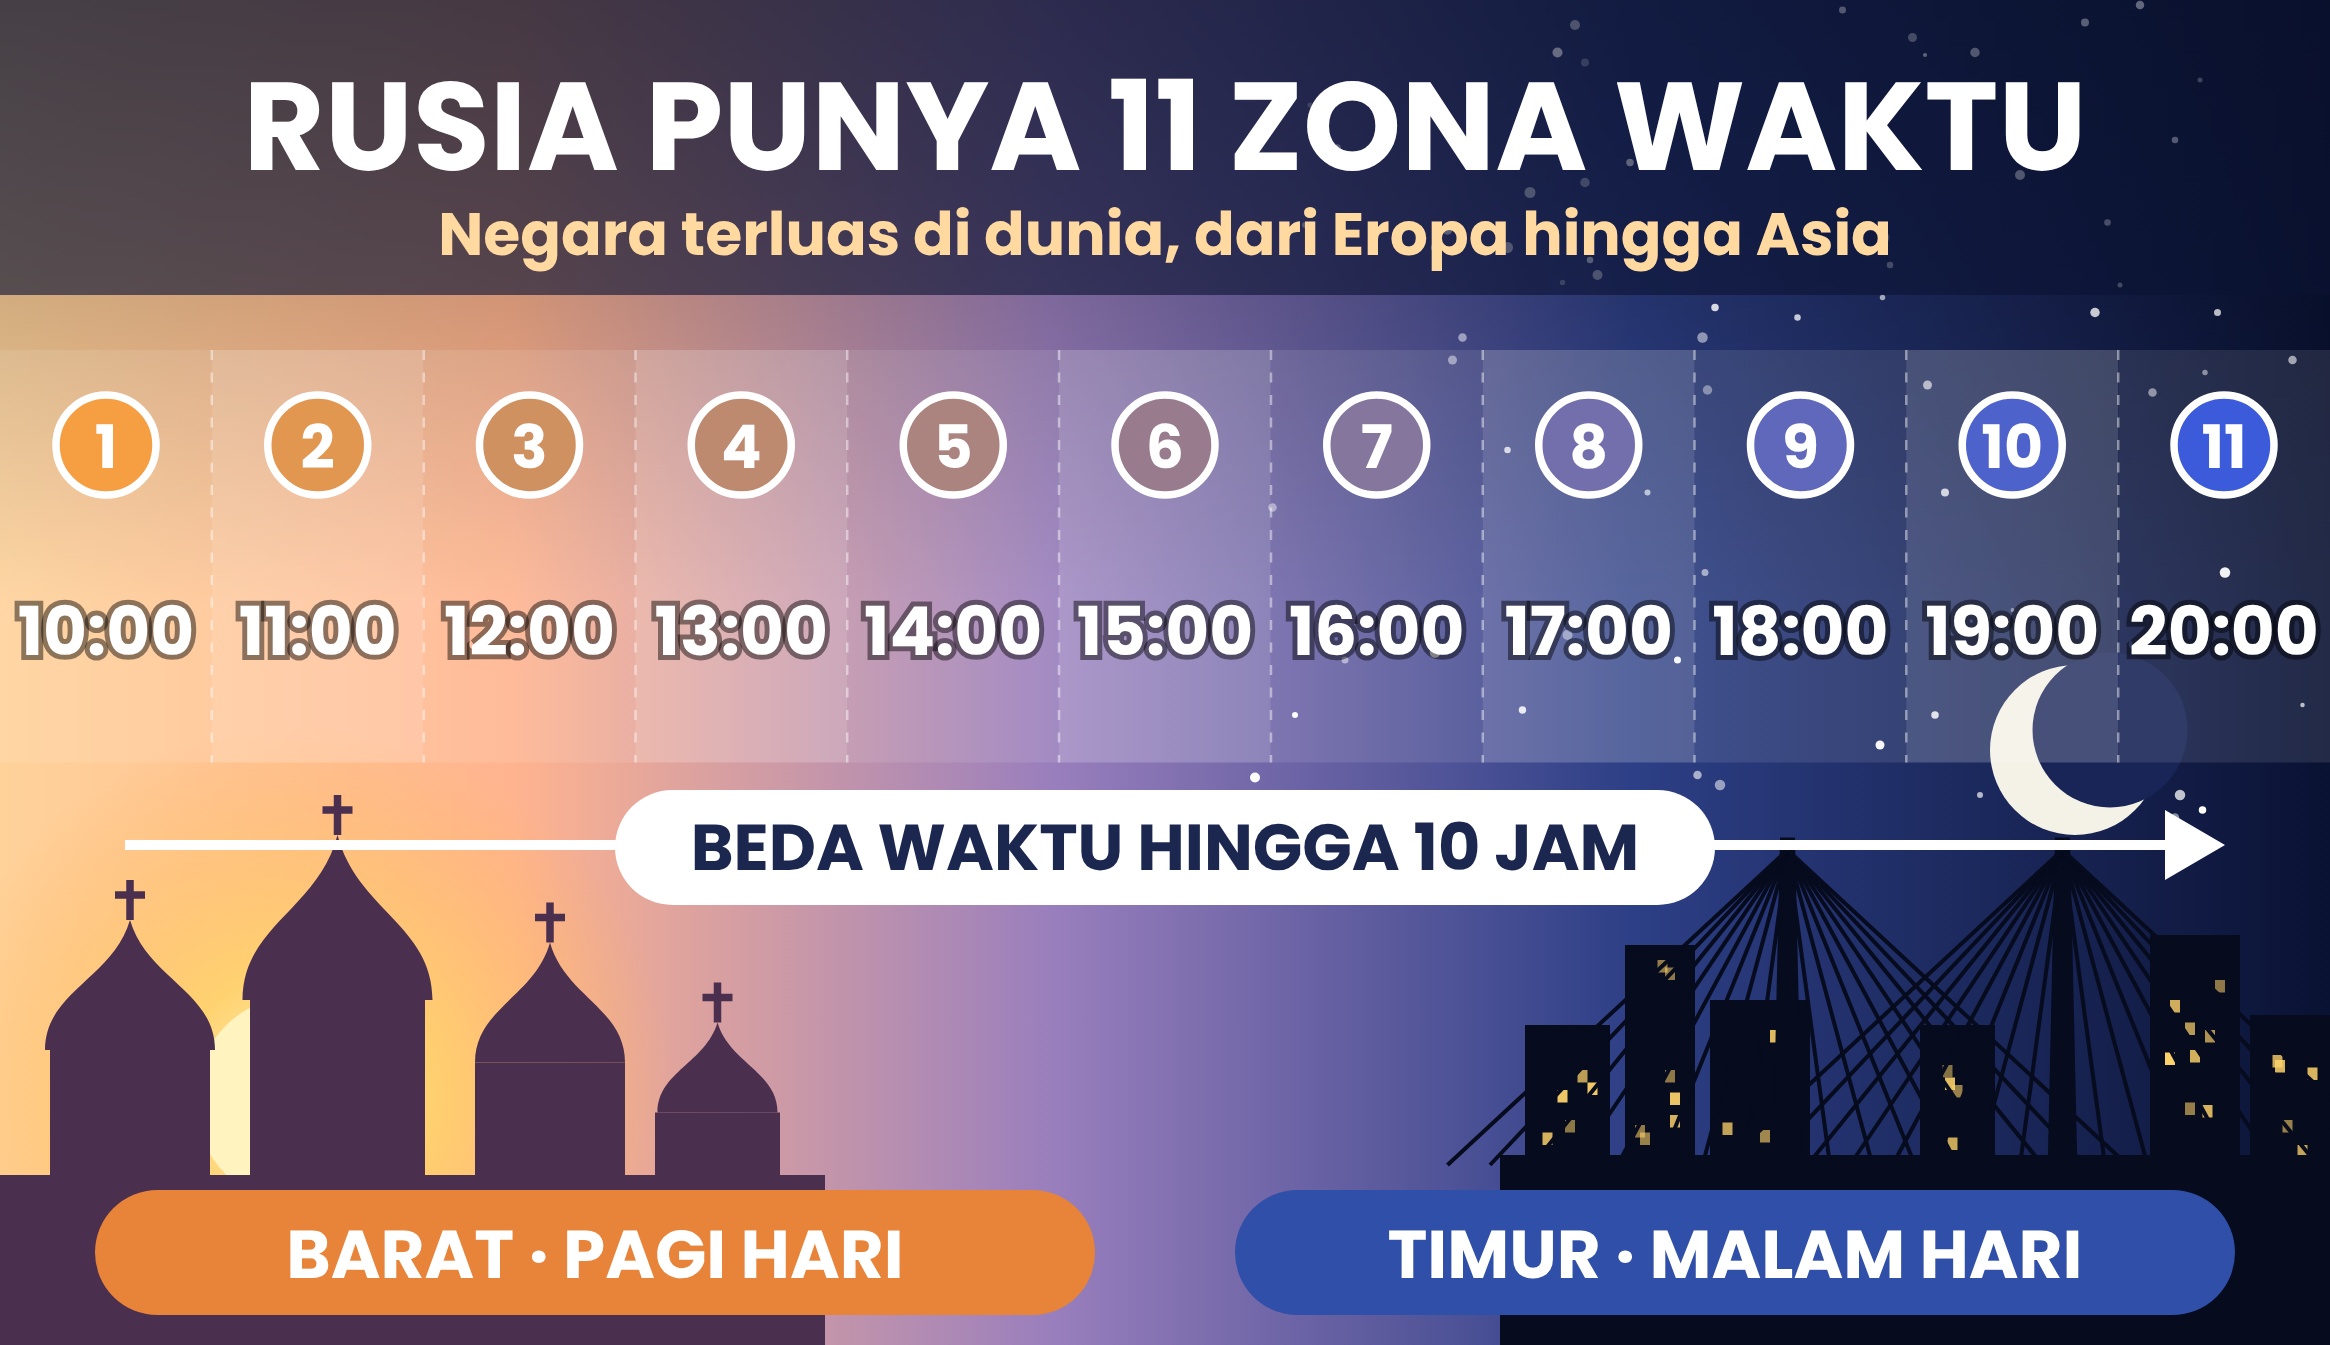 RUSIA PUNYA 11 ZONA WAKTU
Negara terluas di dunia, dari Eropa hingga Asia
1 2 3 4 5 6 7 8 9 10 11
10:00 11:00 12:00 13:00 14:00 15:00 16:00 17:00 18:00 19:00 20:00
BEDA WAKTU HINGGA 10 JAM
BARAT · PAGI HARI
TIMUR · MALAM HARI